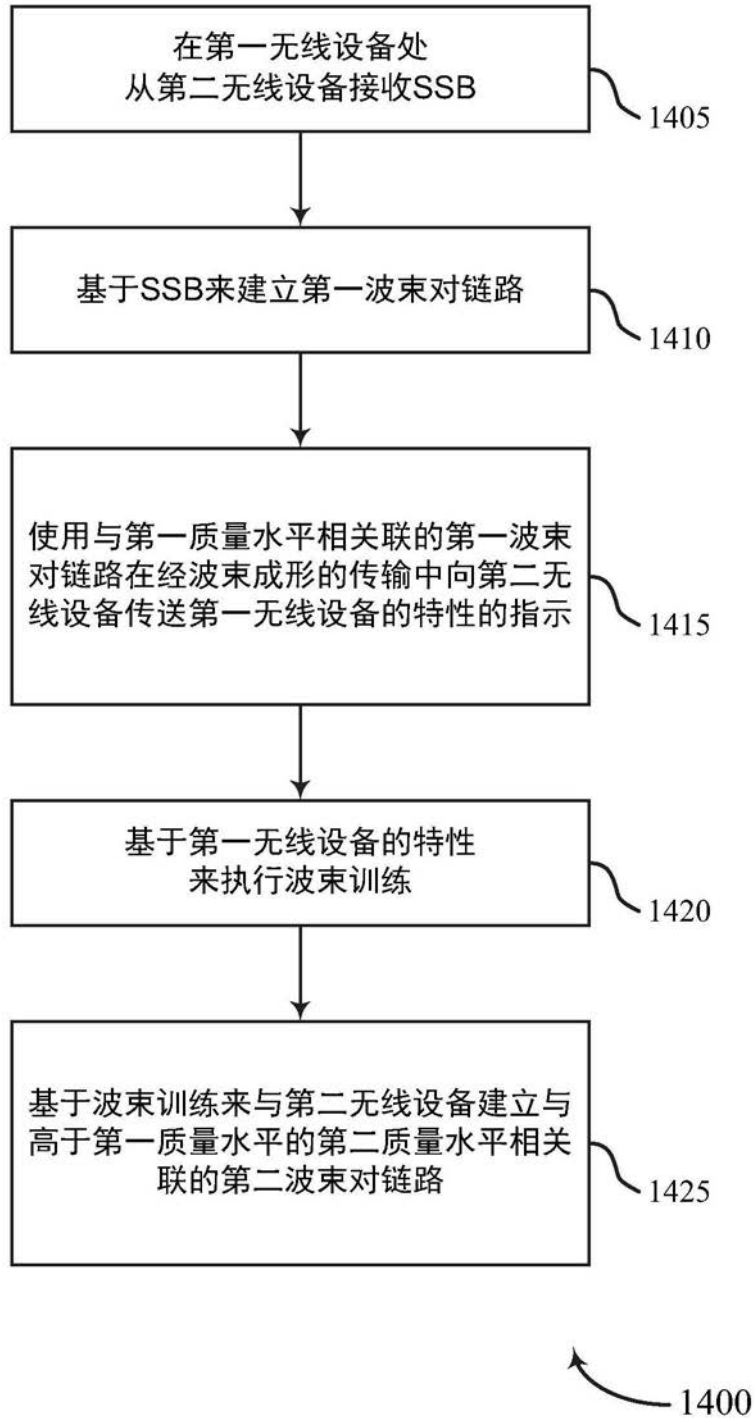 在第一无线设备处
从第二无线设备接收SSB
1405
基于SSB来建立第一波束对链路
1410
使用与第一质量水平相关联的第一波束
对链路在经波束成形的传输中向第二无
线设备传送第一无线设备的特性的指示
1415
基于第一无线设备的特性
来执行波束训练
1420
基于波束训练来与第二无线设备建立与
高于第一质量水平的第二质量水平相关
联的第二波束对链路
1425
1400